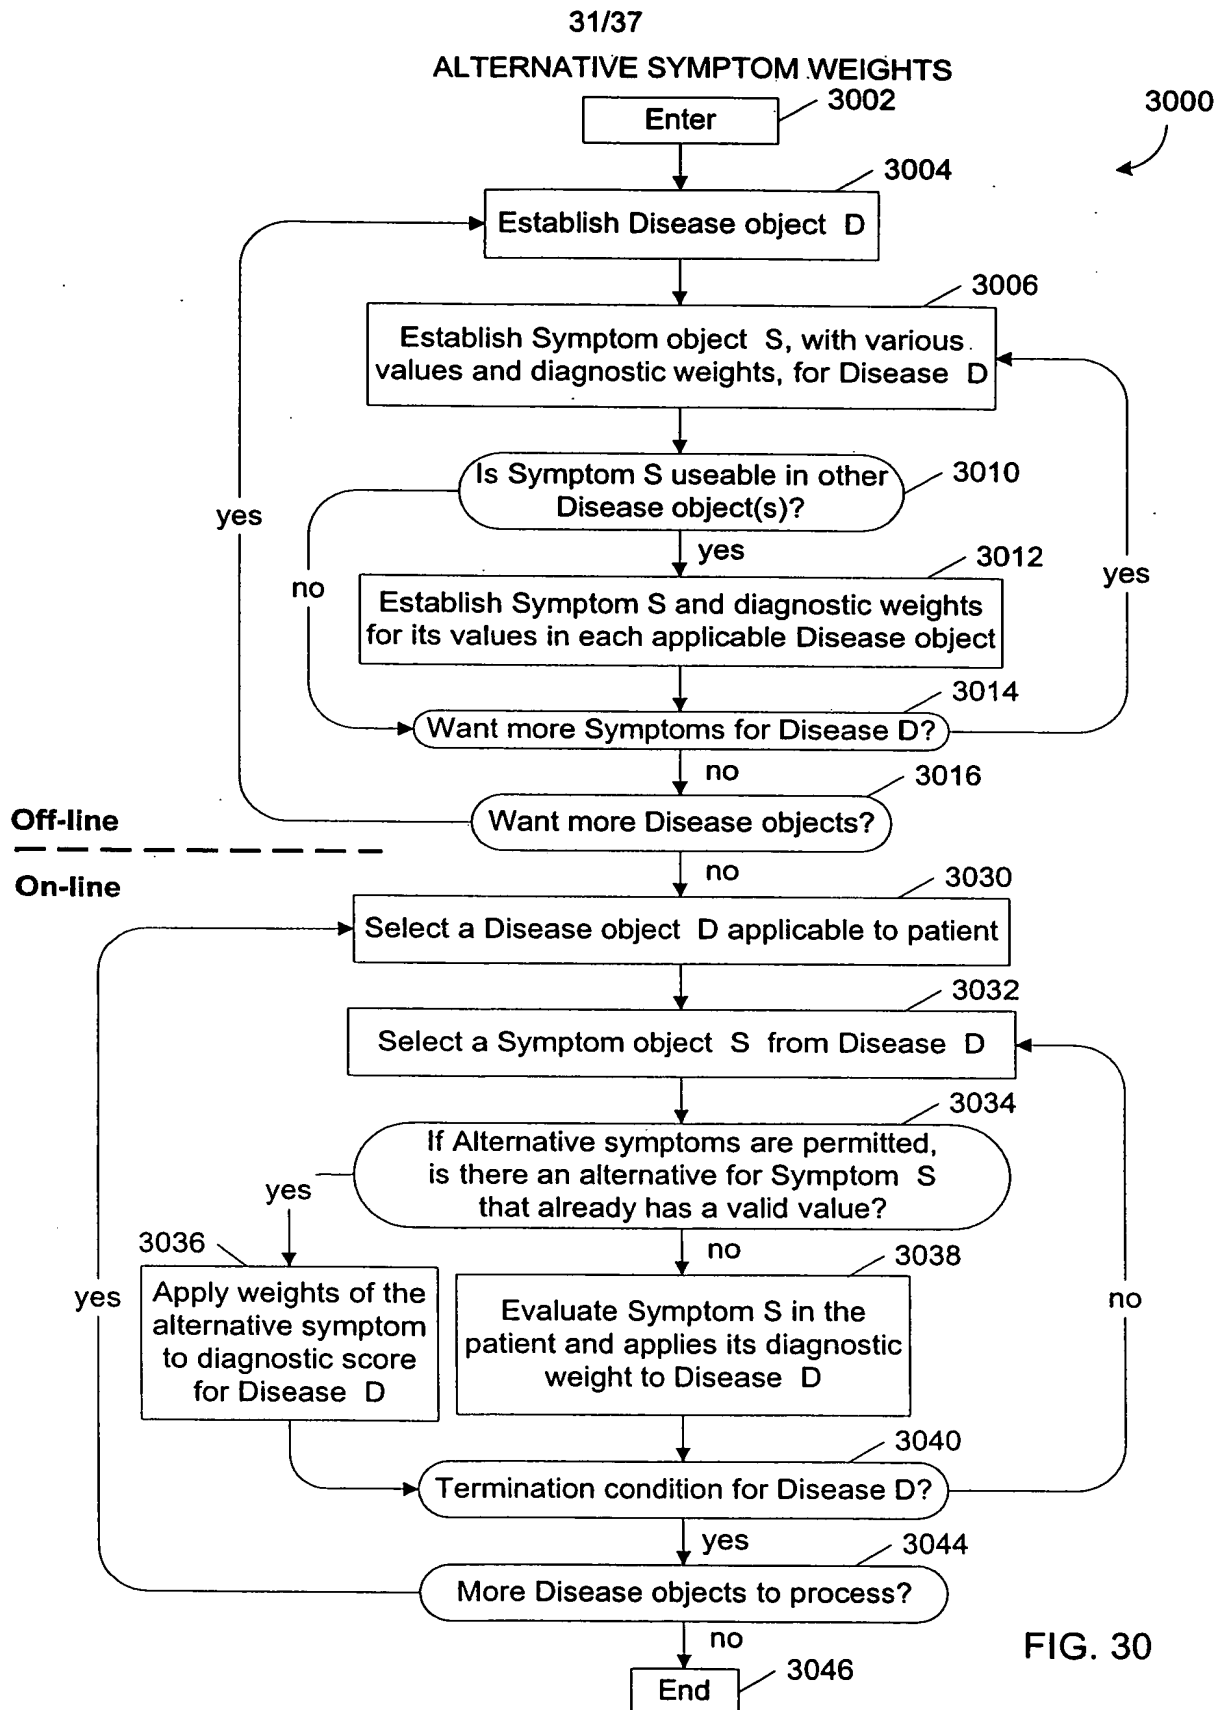 31/37
ALTERNATIVE SYMPTOM WEIGHTS
3002
3000
Enter
3004
Establish Disease object D
3006
Establish Symptom object S, with various
values and diagnostic weights, for Disease D
Is Symptom S useable in other
Disease object(s)?
3010
yes
yes
no
3012
yes
Establish Symptom S and diagnostic weights
for its values in each applicable Disease object
3014
Want more Symptoms for Disease D?
no
3016
Want more Disease objects?
Off-line
On-line
no
3030
Select a Disease object D applicable to patient
3032
Select a Symptom object S from Disease D
3034
If Alternative symptoms are permitted,
is there an alternative for Symptom S
that already has a valid value?
yes
no
3036
3038
yes
Apply weights of the
alternative symptom
to diagnostic score
for Disease D
Evaluate Symptom S in the
patient and applies its diagnostic
weight to Disease D
no
3040
Termination condition for Disease D?
yes
3044
More Disease objects to process?
no
3046
End
FIG. 30